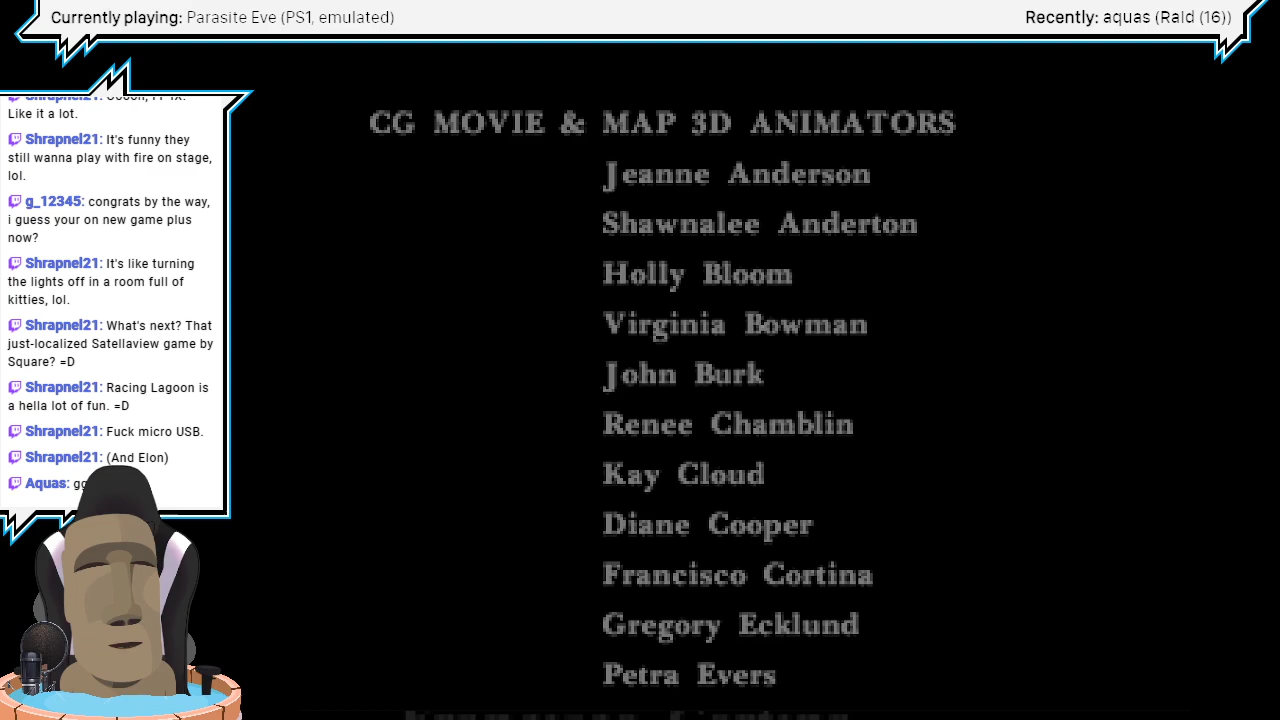 Currently playing: Parasite Eve (PS1, emulated)
Recently: aquas (Raid (16))
Like it a lot.
Shrapnel21: It's funny they
still wanna play with fire on stage,
lol.
g_12345: congrats by the way,
i guess your on new game plus
now?
Shrapnel21: It's like turning
the lights off in a room full of
kitties, lol.
Shrapnel21: What's next? That
just-localized Satellaview game by
Square? =D
Shrapnel21: Racing Lagoon is
a hella lot of fun. =D
Shrapnel21: Fuck micro USB.
Shrapnel21: (And Elon)
Aquas:
CG MOVIE & MAP 3D ANIMATORS
Jeanne Anderson
Shawnalee Anderton
Holly Bloom
Virginia Bowman
John Burk
Renee Chamblin
Kay Cloud
Diane Cooper
Francisco Cortina
Gregory Ecklund
Petra Evers